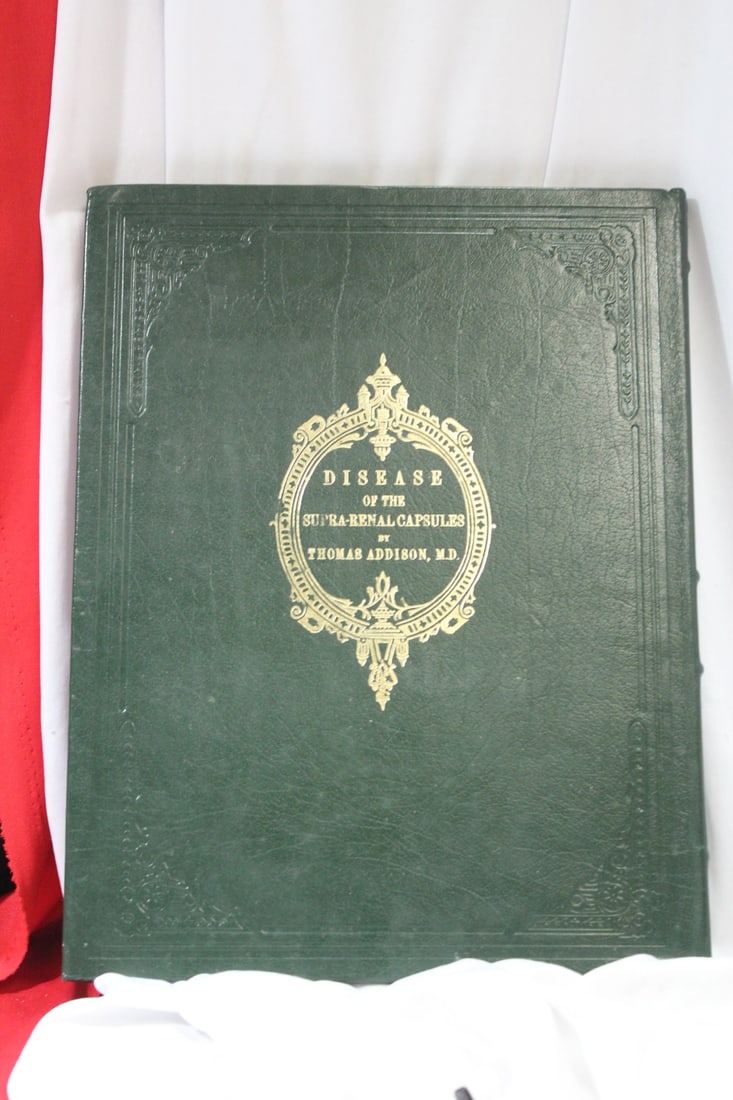 DISEASE
OF THE
SUPRA-RENAL CAPSULES
BY
THOMAS ADDISON, M.D.